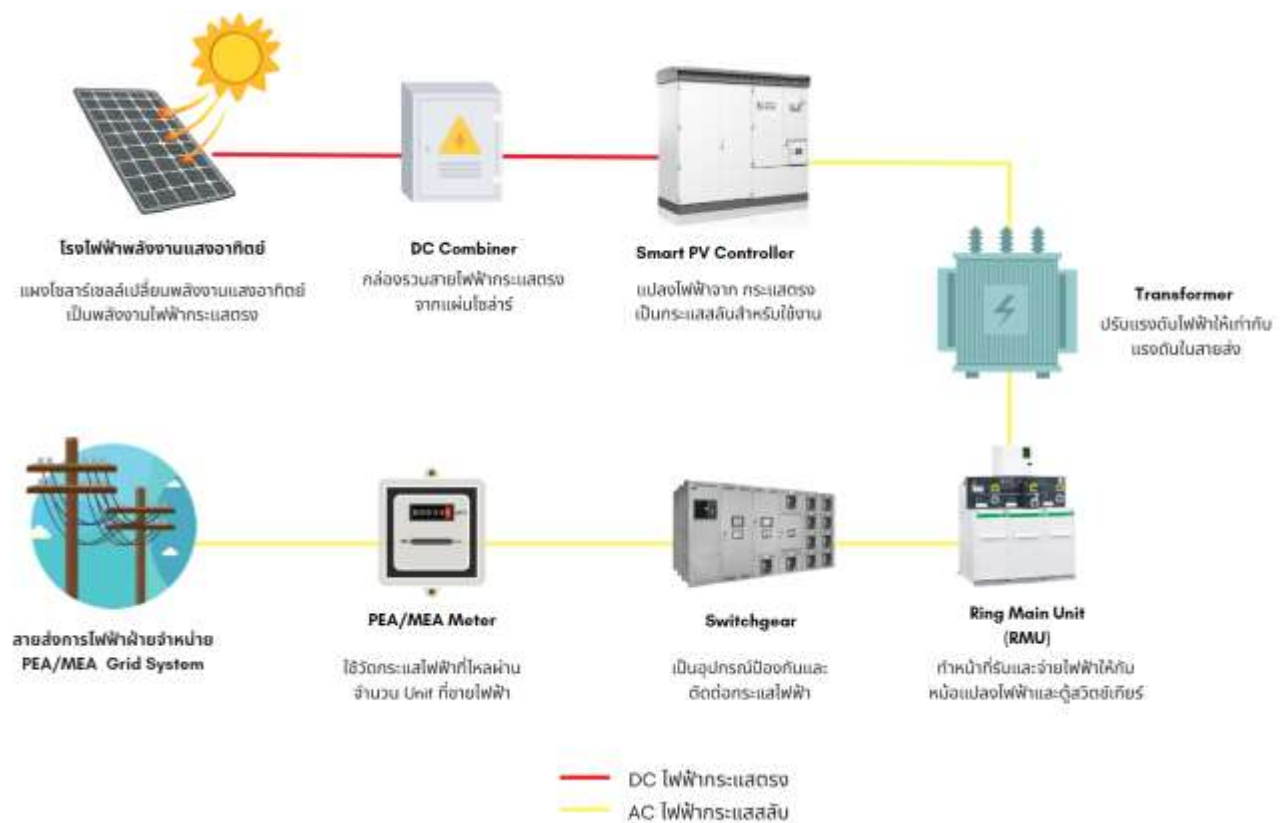 โรงไฟฟ้าพลังงานแสงอาทิตย์
แผงโซลาร์เซลล์เปลี่ยนพลังงานแสงอาทิตย์
เป็นพลังงานไฟฟ้ากระแสตรง
DC Combiner
กล่องรวมสายไฟฟ้ากระแสตรง
จากแผ่นโซล่าร์
Smart PV Controller
แปลงไฟฟ้าจาก กระแสตรง
เป็นกระแสสลับสำหรับใช้งาน
Transformer
ปรับแรงดันไฟฟ้าให้เท่ากับ
แรงดันในสายส่ง
สายส่งการไฟฟ้าฝ่ายจำหน่าย
PEA/MEA Grid System
PEA/MEA Meter
ใช้วัดกระแสไฟฟ้าที่ไหลผ่าน
จำนวน Unit ที่ขายไฟฟ้า
Switchgear
เป็นอุปกรณ์ป้องกันและ
ตัดต่อกระแสไฟฟ้า
Ring Main Unit
(RMU)
ทำหน้าที่รับและจ่ายไฟฟ้าให้กับ
หม้อแปลงไฟฟ้าและตู้สวิตช์เกียร์
DC ไฟฟ้ากระแสตรง
AC ไฟฟ้ากระแสสลับ